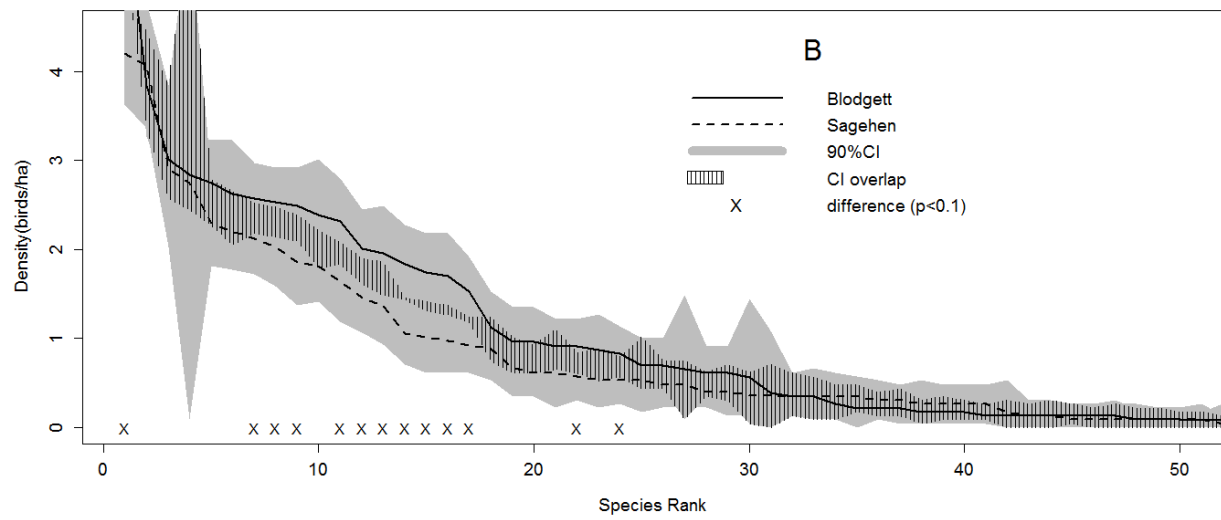 B
Blodgett
Sagehen
90%CI
CI overlap
X difference (p<0.1)
Density(birds/ha)
4
3
2
1
0
X X X X X X X X X X X X X
0 10 20 30 40 50
Species Rank